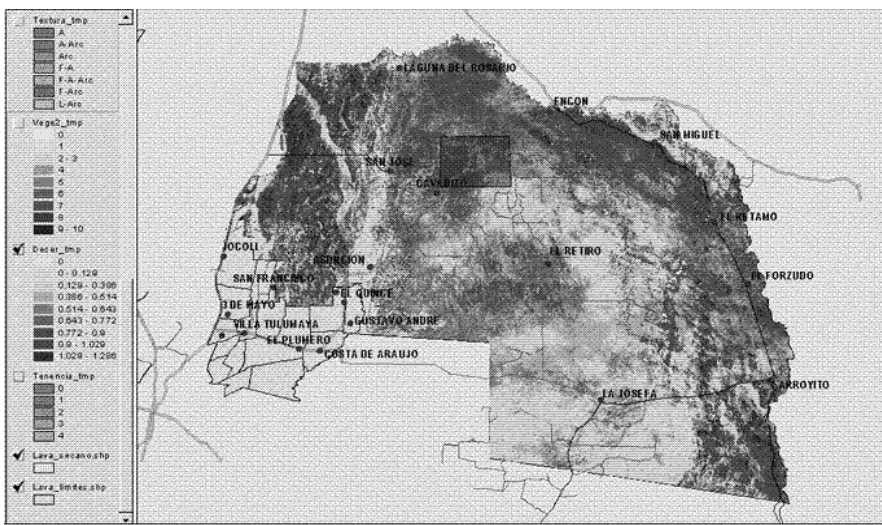 Textura_tmp
A
A-Arc
Arc
F-A
F-A-Arc
F-Arc
L-Arc
Vege2_tmp
0
1
2 - 3
4
5
6
7
8
9 - 10
Deser_tmp
0
0 - 0.129
0.129 - 0.386
0.386 - 0.514
0.514 - 0.643
0.643 - 0.772
0.772 - 0.9
0.9 - 1.029
1.029 - 1.286
Tenencia_tmp
0
1
2
3
4
Lava_secano.shp
Lava_limites.shp
LAGUNA DEL ROSARIO
ENCON
SAN MIGUEL
SAN JOSE
CAVADITO
EL RETAMO
JOCOLI
ASUNCION
EL RETIRO
SAN FRANCISCO
EL FORZUDO
EL QUINCE
3 DE MAYO
GUSTAVO ANDRE
VILLA TULUMAYA
EL PLUMERO
COSTA DE ARAUJO
ARROYITO
LA JOSEFA